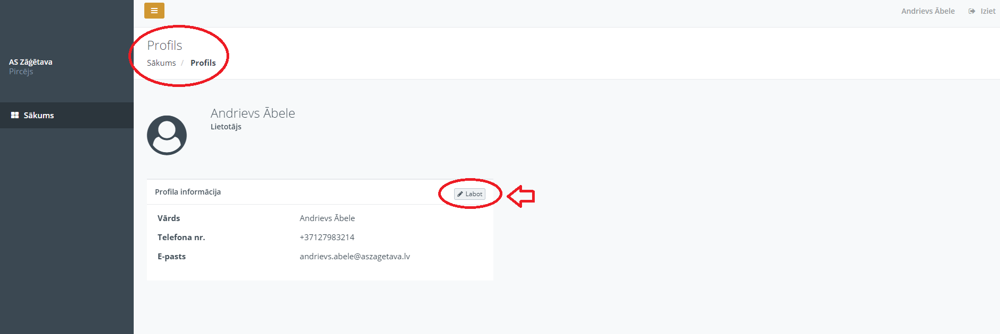 Andrievs Ābele Iziet
Profils
Sākums / Profils
AS Zāģētava
Pircējs
Sākums
Andrievs Ābele
Lietotājs
Profila informācija Labot
Vārds Andrievs Ābele
Telefona nr. +37127983214
E-pasts andrievs.abele@aszagetava.lv